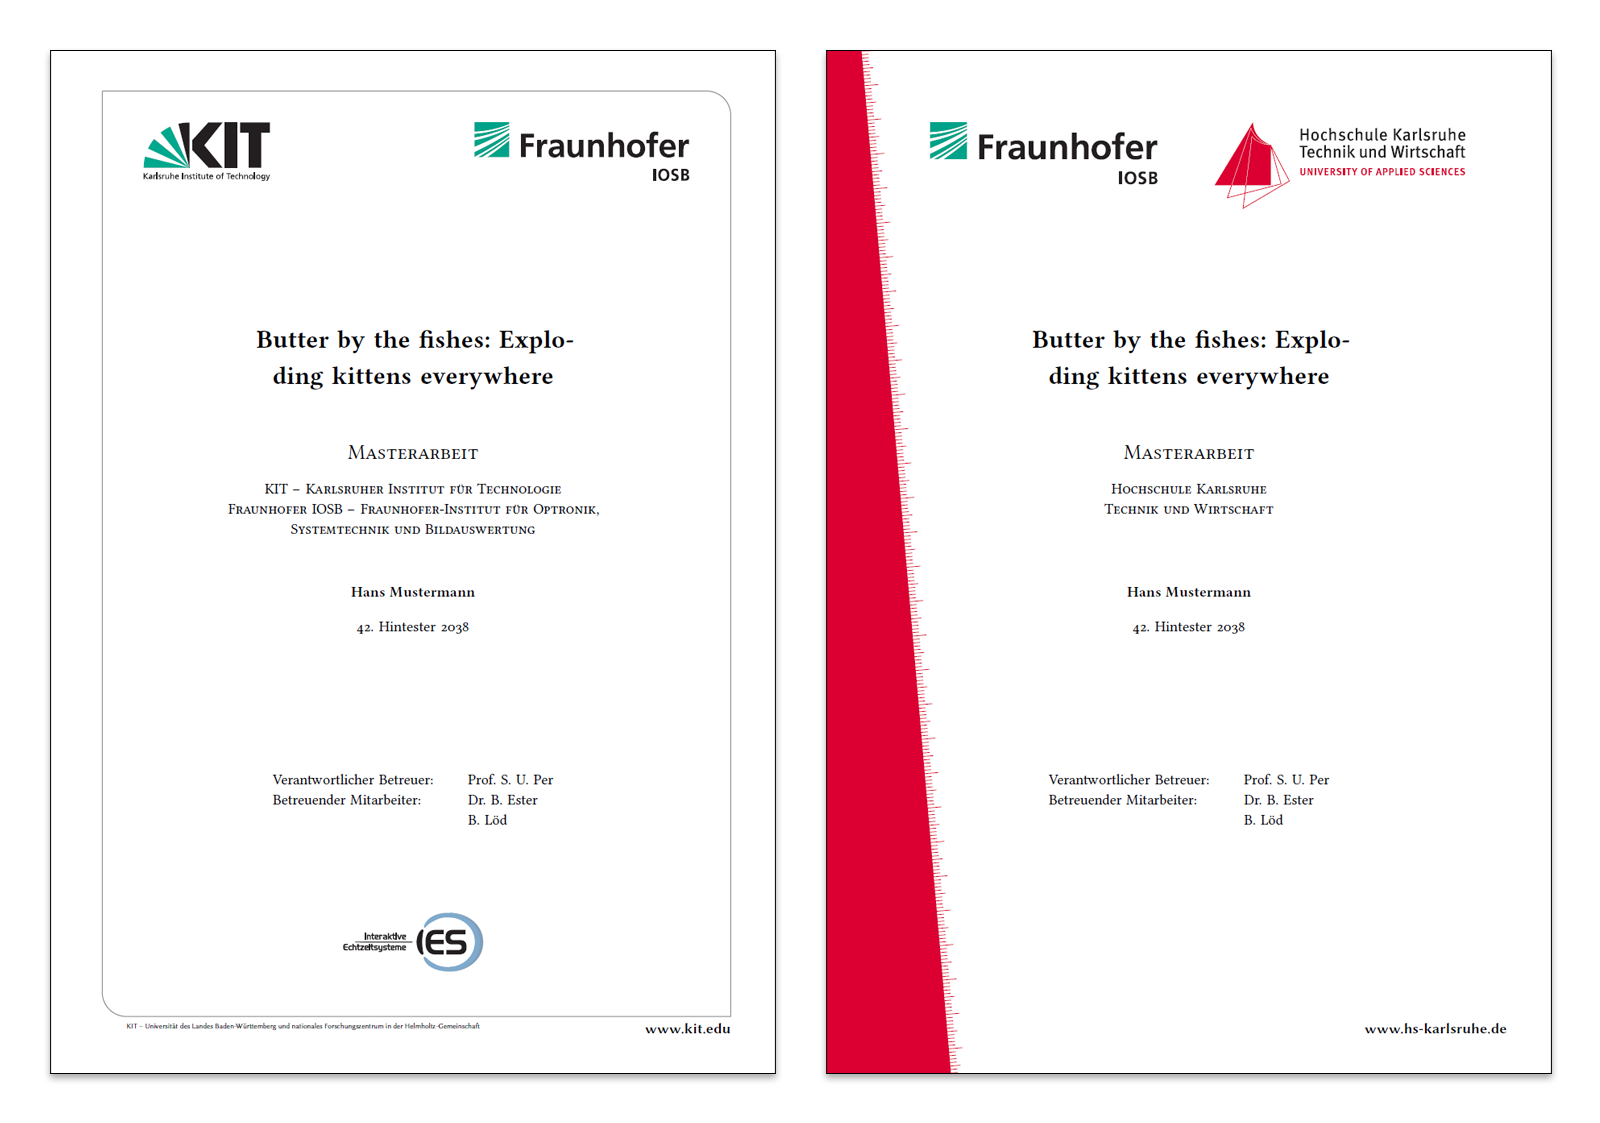 KIT
Karlsruhe Institute of Technology
Fraunhofer
IOSB
Butter by the fishes: Explo-
ding kittens everywhere
Masterarbeit
KIT – Karlsruher Institut für Technologie
Fraunhofer IOSB – Fraunhofer-Institut für Optronik,
Systemtechnik und Bildauswertung
Hans Mustermann
42. Hintester 2038
Verantwortlicher Betreuer: Prof. S. U. Per
Betreuender Mitarbeiter: Dr. B. Ester
B. Löd
Interaktive
Echtzeitsysteme
IES
KIT – Universität des Landes Baden-Württemberg und nationales Forschungszentrum in der Helmholtz-Gemeinschaft
www.kit.edu
Fraunhofer
IOSB
Hochschule Karlsruhe
Technik und Wirtschaft
UNIVERSITY OF APPLIED SCIENCES
Butter by the fishes: Explo-
ding kittens everywhere
Masterarbeit
Hochschule Karlsruhe
Technik und Wirtschaft
Hans Mustermann
42. Hintester 2038
Verantwortlicher Betreuer: Prof. S. U. Per
Betreuender Mitarbeiter: Dr. B. Ester
B. Löd
www.hs-karlsruhe.de